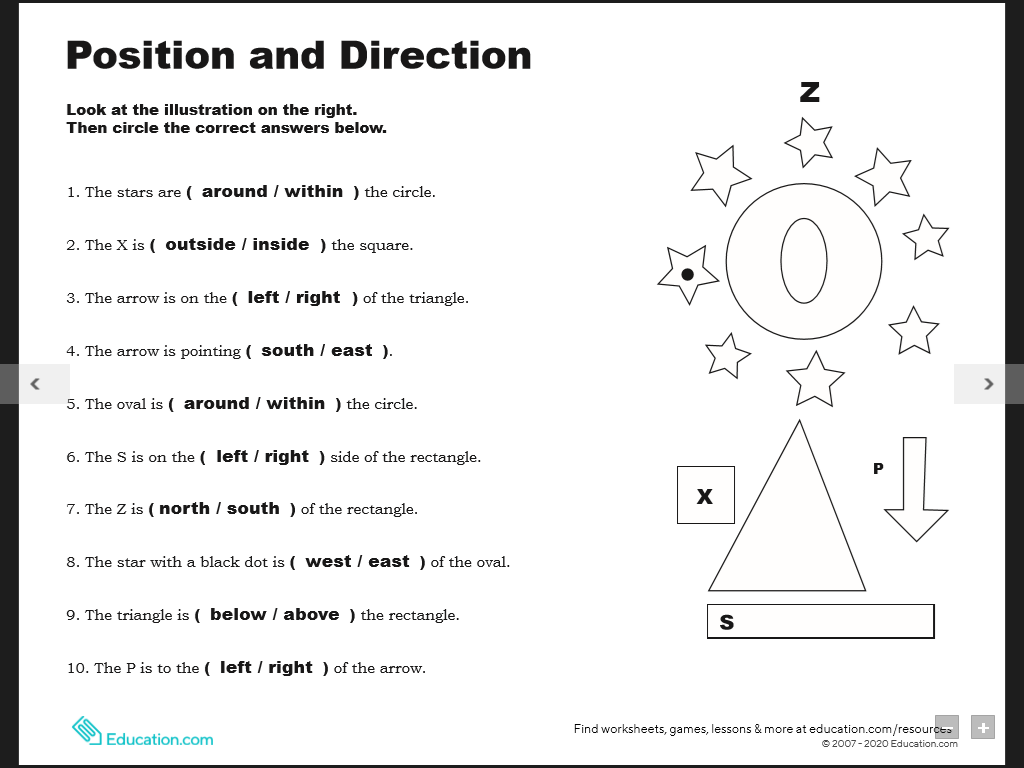 Position and Direction
Look at the illustration on the right.
Then circle the correct answers below.
1. The stars are ( around / within ) the circle.
2. The X is ( outside / inside ) the square.
3. The arrow is on the ( left / right ) of the triangle.
4. The arrow is pointing ( south / east ).
5. The oval is ( around / within ) the circle.
6. The S is on the ( left / right ) side of the rectangle.
7. The Z is ( north / south ) of the rectangle.
8. The star with a black dot is ( west / east ) of the oval.
9. The triangle is ( below / above ) the rectangle.
10. The P is to the ( left / right ) of the arrow.
Z
P
X
S
Education.com
Find worksheets, games, lessons & more at education.com/resources
© 2007 - 2020 Education.com